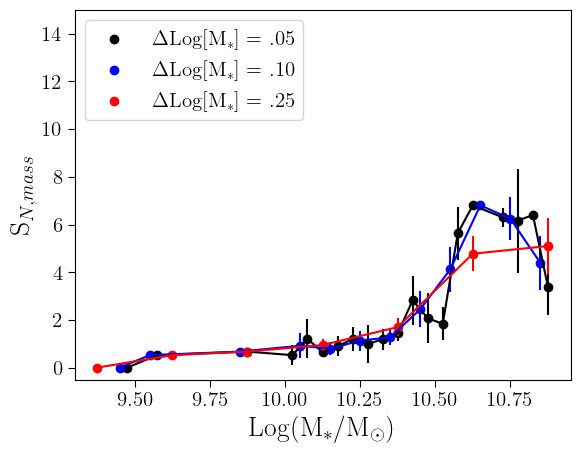 ΔLog[M*] = .05
ΔLog[M*] = .10
ΔLog[M*] = .25
14
12
10
8
6
4
2
0
S_{N,mass}
9.50 9.75 10.00 10.25 10.50 10.75
Log(M*/M⊙)